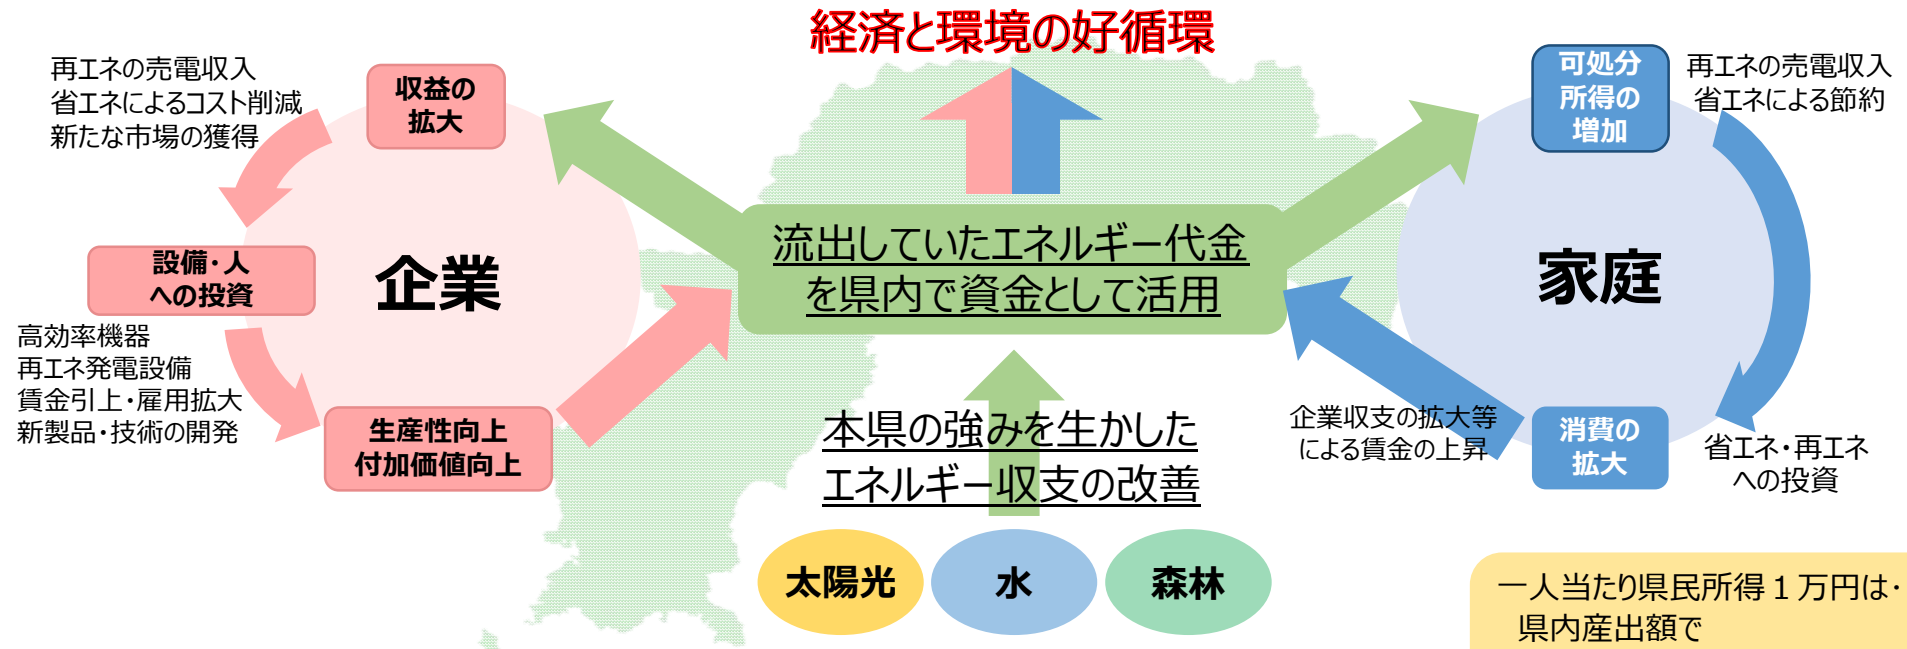 経済と環境の好循環
再エネの売電収入
省エネによるコスト削減
新たな市場の獲得
収益の
拡大
設備・人
への投資
企業
高効率機器
再エネ発電設備
賃金引上・雇用拡大
新製品・技術の開発
生産性向上
付加価値向上
流出していたエネルギー代金
を県内で資金として活用
本県の強みを生かした
エネルギー収支の改善
太陽光
水
森林
可処分
所得の
増加
再エネの売電収入
省エネによる節約
家庭
企業収支の拡大等
による賃金の上昇
消費の
拡大
省エネ・再エネ
への投資
一人当たり県民所得１万円は・
県内産出額で